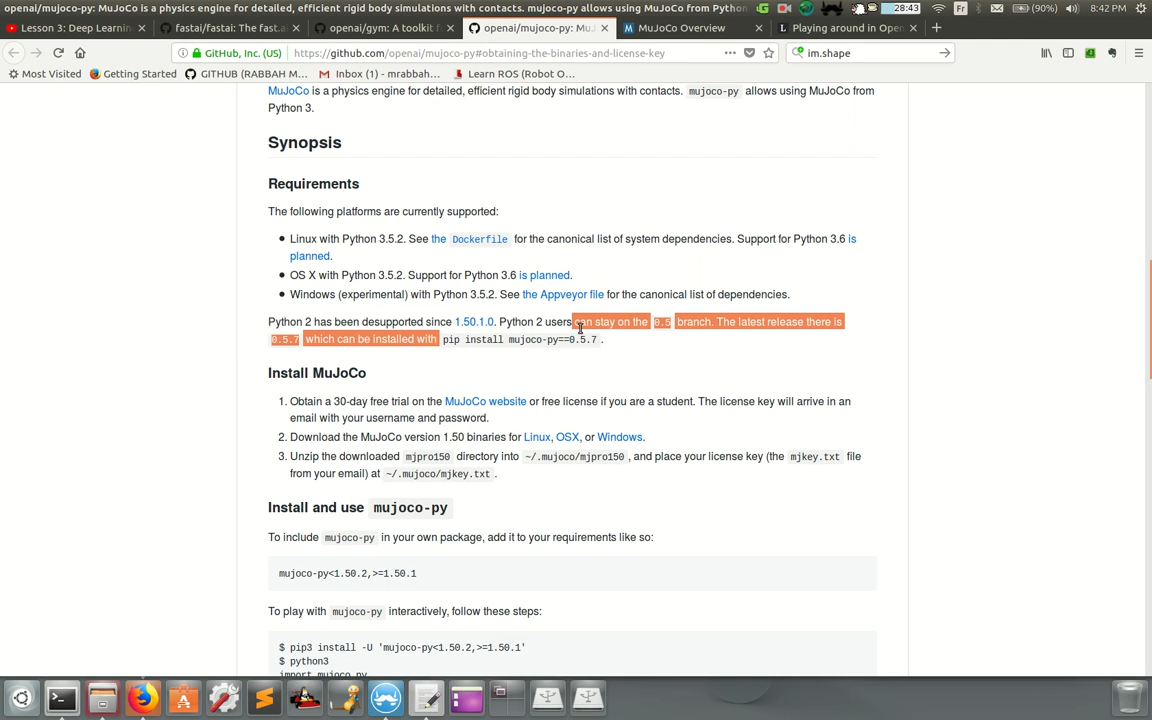 openai/mujoco-py: MuJoCo is a physics engine for detailed, efficient rigid body simulations with contacts. mujoco-py allows using MuJoCo from Python
28:43
Fr
(90%)
8:42 PM
Lesson 3: Deep Learnin
fastai/fastai: The fast.a
openai/gym: A toolkit f
openai/mujoco-py: Mu
MuJoCo Overview
Playing around in Open
GitHub, Inc. (US)
https://github.com/openai/mujoco-py#obtaining-the-binaries-and-license-key
im.shape
Most Visited
Getting Started
GITHUB (RABBAH M...
Inbox (1) - mrabbah...
Learn ROS (Robot O...
MuJoCo is a physics engine for detailed, efficient rigid body simulations with contacts. mujoco-py allows using MuJoCo from
Python 3.
Synopsis
Requirements
The following platforms are currently supported:
Linux with Python 3.5.2. See the Dockerfile for the canonical list of system dependencies. Support for Python 3.6 is
planned.
OS X with Python 3.5.2. Support for Python 3.6 is planned.
Windows (experimental) with Python 3.5.2. See the Appveyor file for the canonical list of dependencies.
Python 2 has been desupported since 1.50.1.0. Python 2 users can stay on the 0.5 branch. The latest release there is
0.5.7 which can be installed with pip install mujoco-py==0.5.7 .
Install MuJoCo
1. Obtain a 30-day free trial on the MuJoCo website or free license if you are a student. The license key will arrive in an
email with your username and password.
2. Download the MuJoCo version 1.50 binaries for Linux, OSX, or Windows.
3. Unzip the downloaded mjpro150 directory into ~/.mujoco/mjpro150 , and place your license key (the mjkey.txt file
from your email) at ~/.mujoco/mjkey.txt .
Install and use mujoco-py
To include mujoco-py in your own package, add it to your requirements like so:
mujoco-py<1.50.2,>=1.50.1
To play with mujoco-py interactively, follow these steps:
$ pip3 install -U 'mujoco-py<1.50.2,>=1.50.1'
$ python3
import mujoco_py